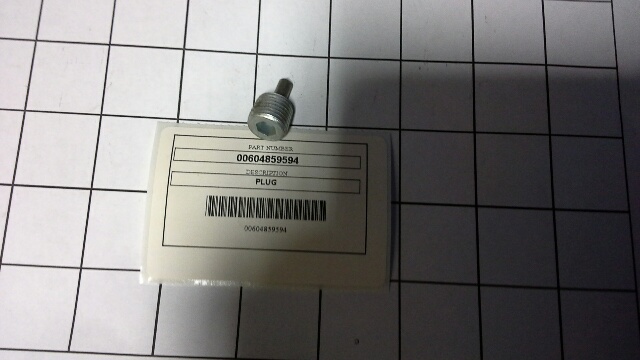 PART NUMBER
00604859594
DESCRIPTION
PLUG
00604859594